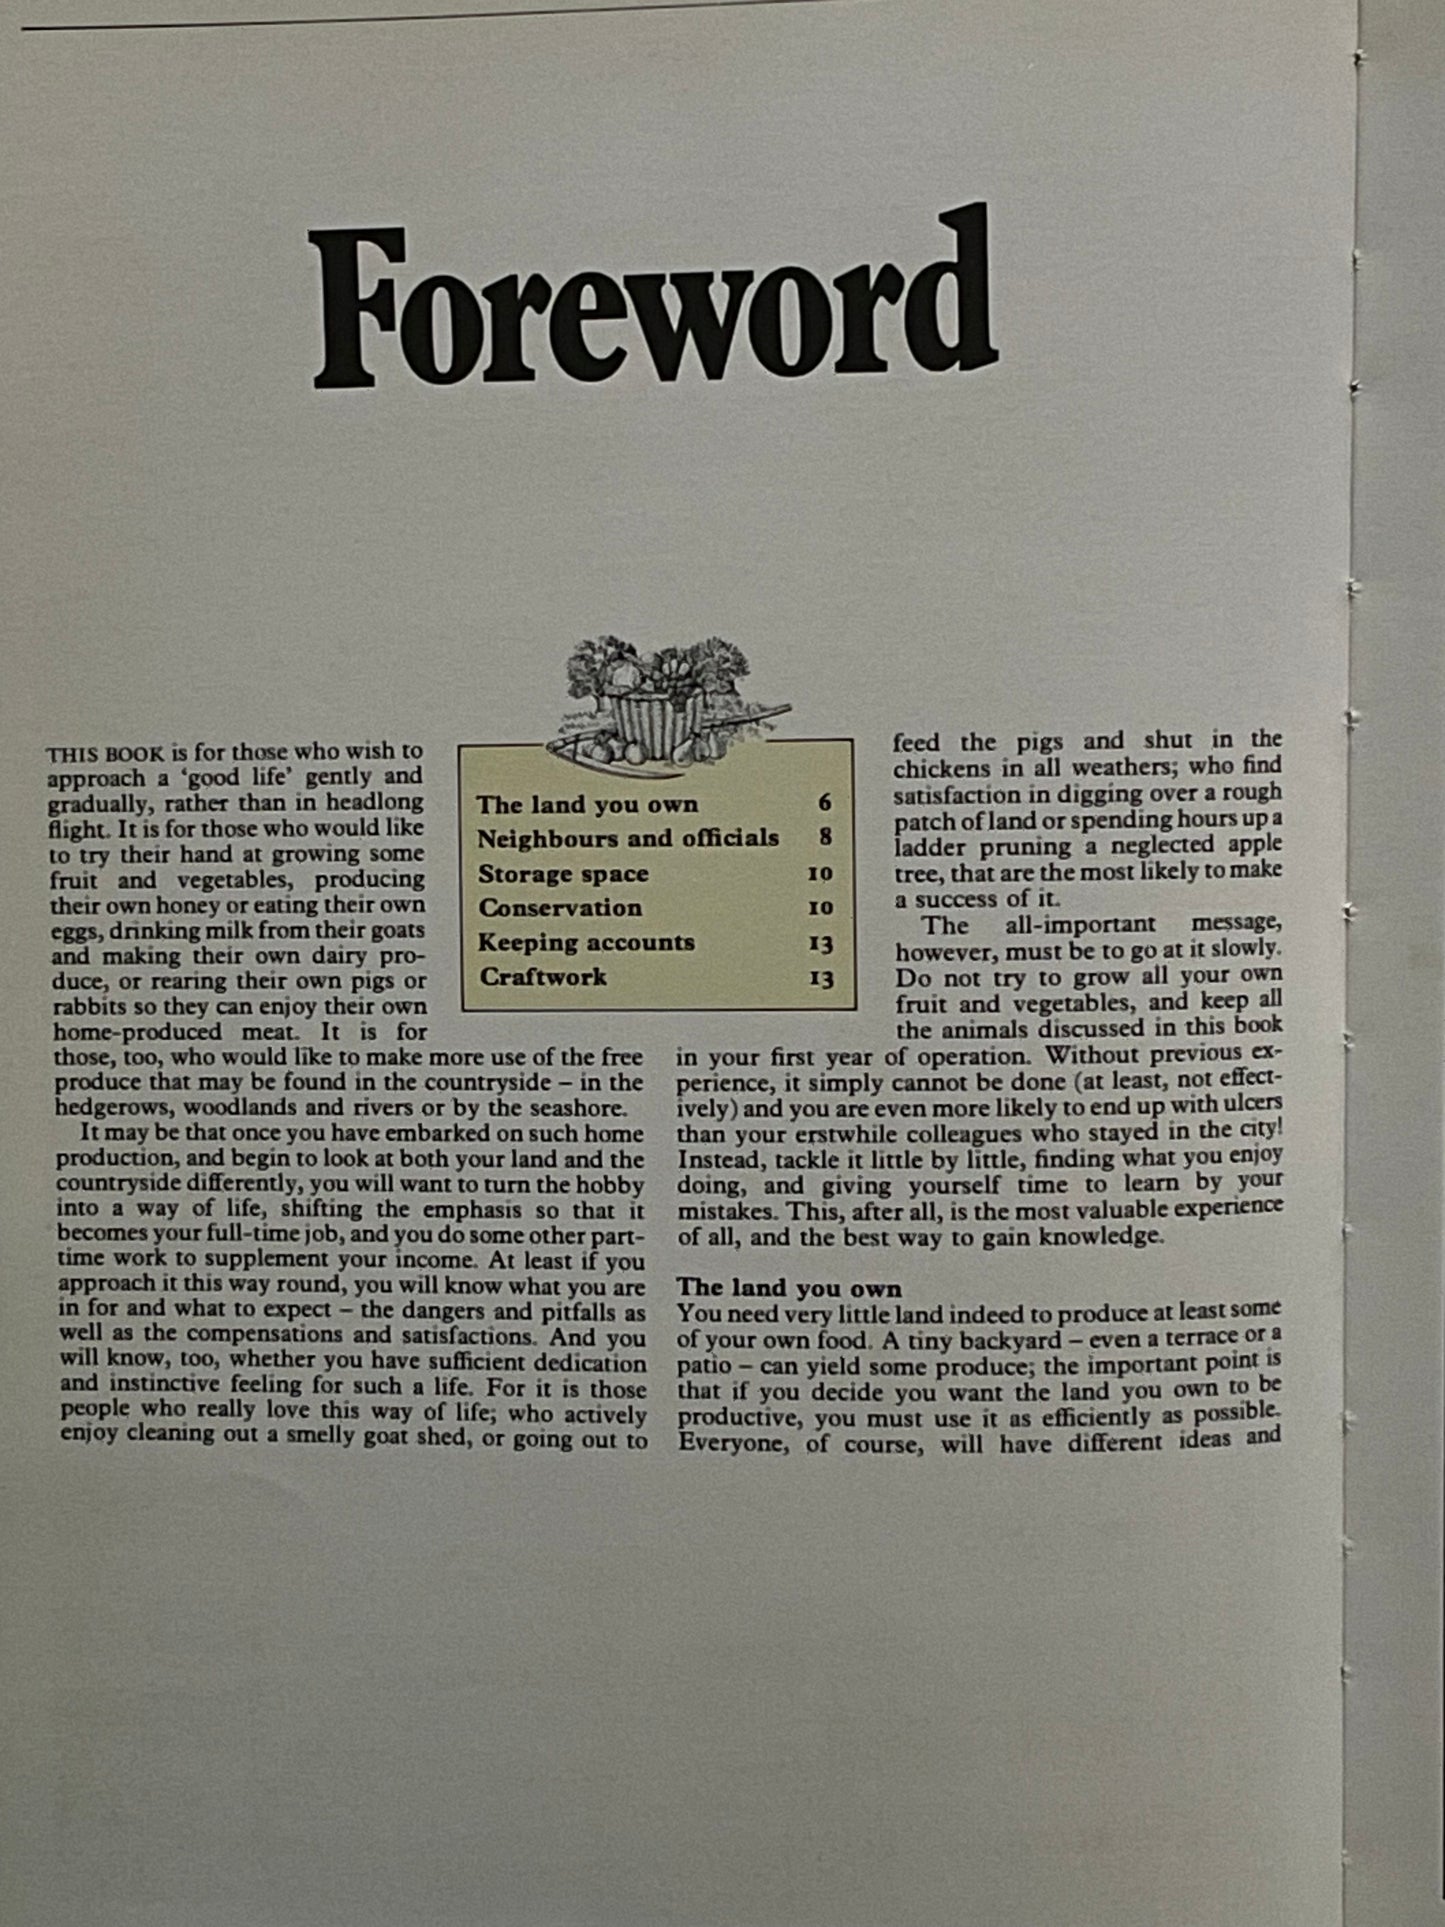 Foreword
THIS BOOK is for those who wish to
approach a ‘good life’ gently and
gradually, rather than in headlong
flight. It is for those who would like
to try their hand at growing some
fruit and vegetables, producing
their own honey or eating their own
eggs, drinking milk from their goats
and making their own dairy pro-
duce, or rearing their own pigs or
rabbits so they can enjoy their own
home-produced meat. It is for
those, too, who would like to make more use of the free
produce that may be found in the countryside – in the
hedgerows, woodlands and rivers or by the seashore.
It may be that once you have embarked on such home
production, and begin to look at both your land and the
countryside differently, you will want to turn the hobby
into a way of life, shifting the emphasis so that it
becomes your full-time job, and you do some other part-
time work to supplement your income. At least if you
approach it this way round, you will know what you are
in for and what to expect – the dangers and pitfalls as
well as the compensations and satisfactions. And you
will know, too, whether you have sufficient dedication
and instinctive feeling for such a life. For it is those
people who really love this way of life; who actively
enjoy cleaning out a smelly goat shed, or going out to
The land you own 6
Neighbours and officials 8
Storage space 10
Conservation 10
Keeping accounts 13
Craftwork 13
feed the pigs and shut in the
chickens in all weathers; who find
satisfaction in digging over a rough
patch of land or spending hours up a
ladder pruning a neglected apple
tree, that are the most likely to make
a success of it.
The all-important message,
however, must be to go at it slowly.
Do not try to grow all your own
fruit and vegetables, and keep all
the animals discussed in this book
in your first year of operation. Without previous ex-
perience, it simply cannot be done (at least, not effect-
ively) and you are even more likely to end up with ulcers
than your erstwhile colleagues who stayed in the city!
Instead, tackle it little by little, finding what you enjoy
doing, and giving yourself time to learn by your
mistakes. This, after all, is the most valuable experience
of all, and the best way to gain knowledge.
The land you own
You need very little land indeed to produce at least some
of your own food. A tiny backyard – even a terrace or a
patio – can yield some produce; the important point is
that if you decide you want the land you own to be
productive, you must use it as efficiently as possible.
Everyone, of course, will have different ideas and